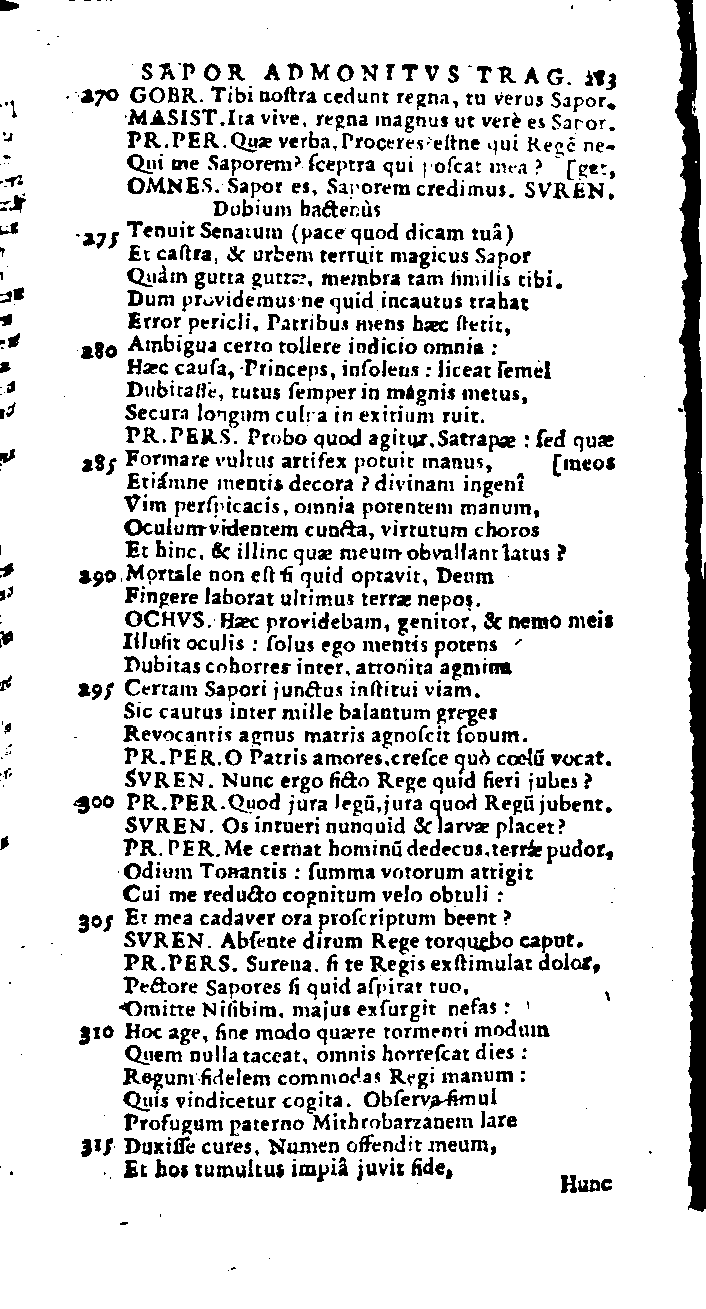 SAPOR ADMONITVS TRAG. 183
270 GOBR. Tibi noſtra cedunt regna, tu verus Sapor.
MASIST. Ita vive, regna magnus ut verè es Sapor.
PR.PER. Quæ verba, Proceres? eſtne qui Regē ne-
Qui me Saporem? ſceptra qui poſcat mea ? [get,
OMNES. Sapor es, Saporem credimus. SVREN.
Dubium hactenùs
275 Tenuit Senatum (pace quod dicam tuâ)
Et caſtra, & urbem terruit magicus Sapor
Quàm gutta guttæ, membra tam ſimilis tibi.
Dum providemus ne quid incautus trahat
Error pericli, Patribus mens hæc ſtetit,
280 Ambigua certo tollere indicio omnia :
Hæc cauſa, Princeps, inſolens : liceat ſemel
Dubitaſſe, tutus ſemper in magnis metus,
Secura longum culpa in exitium ruit.
PR.PERS. Probo quod agitur, Satrapæ : ſed quæ
285 Formare vultus artifex potuit manus, [meos
Etiámne mentis decora ? divinam ingenî
Vim perſpicacis, omnia potentem manum,
Oculum videntem cuncta, virtutum choros
Et hinc, & illinc quæ meum obvallant latus ?
290 Mortale non eſt ſi quid optavit, Deum
Fingere laborat ultimus terræ nepos.
OCHVS. Hæc providebam, genitor, & nemo meis
Illuſit oculis : ſolus ego mentis potens
Dubitas cohortes inter, attonita agmina
295 Certam Sapori junctus inſtitui viam.
Sic cautus inter mille balantum greges
Revocantis agnus matris agnoſcit ſonum.
PR.PER. O Patris amores, creſce quò cœlū vocat.
SVREN. Nunc ergo ficto Rege quid fieri jubes ?
300 PR.PER. Quod jura legū, jura quod Regū jubent.
SVREN. Os intueri nunquid & larvæ placet?
PR.PER. Me cernat hominū dedecus, terræ pudor,
Odium Tonantis : ſumma votorum attigit
Cui me reducto cognitum velo obtuli :
305 Et mea cadaver ora proſcriptum beent ?
SVREN. Abſente dirum Rege torquebo caput.
PR.PERS. Surena, ſi te Regis exſtimulat dolor,
Pectore Sapores ſi quid aſpirat tuo,
Omitte Niſibim, majus exſurgit nefas :
310 Hoc age, ſine modo quære tormenti modum
Quem nulla taceat, omnis horreſcat dies :
Regum fidelem commodas Regi manum :
Quis vindicetur cogita. Obſerva ſimul
Profugum paterno Mithrobarzanem lare
315 Duxiſſe cures, Numen offendit meum,
Et hos tumultus impiâ juvit fide,
Hunc